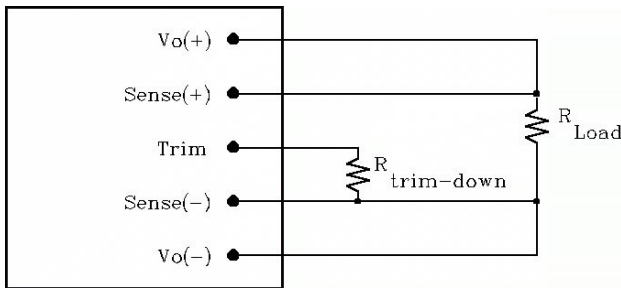 Vo(+)
Sense(+)
Trim
Sense(-)
Vo(-)
R trim-down
R Load